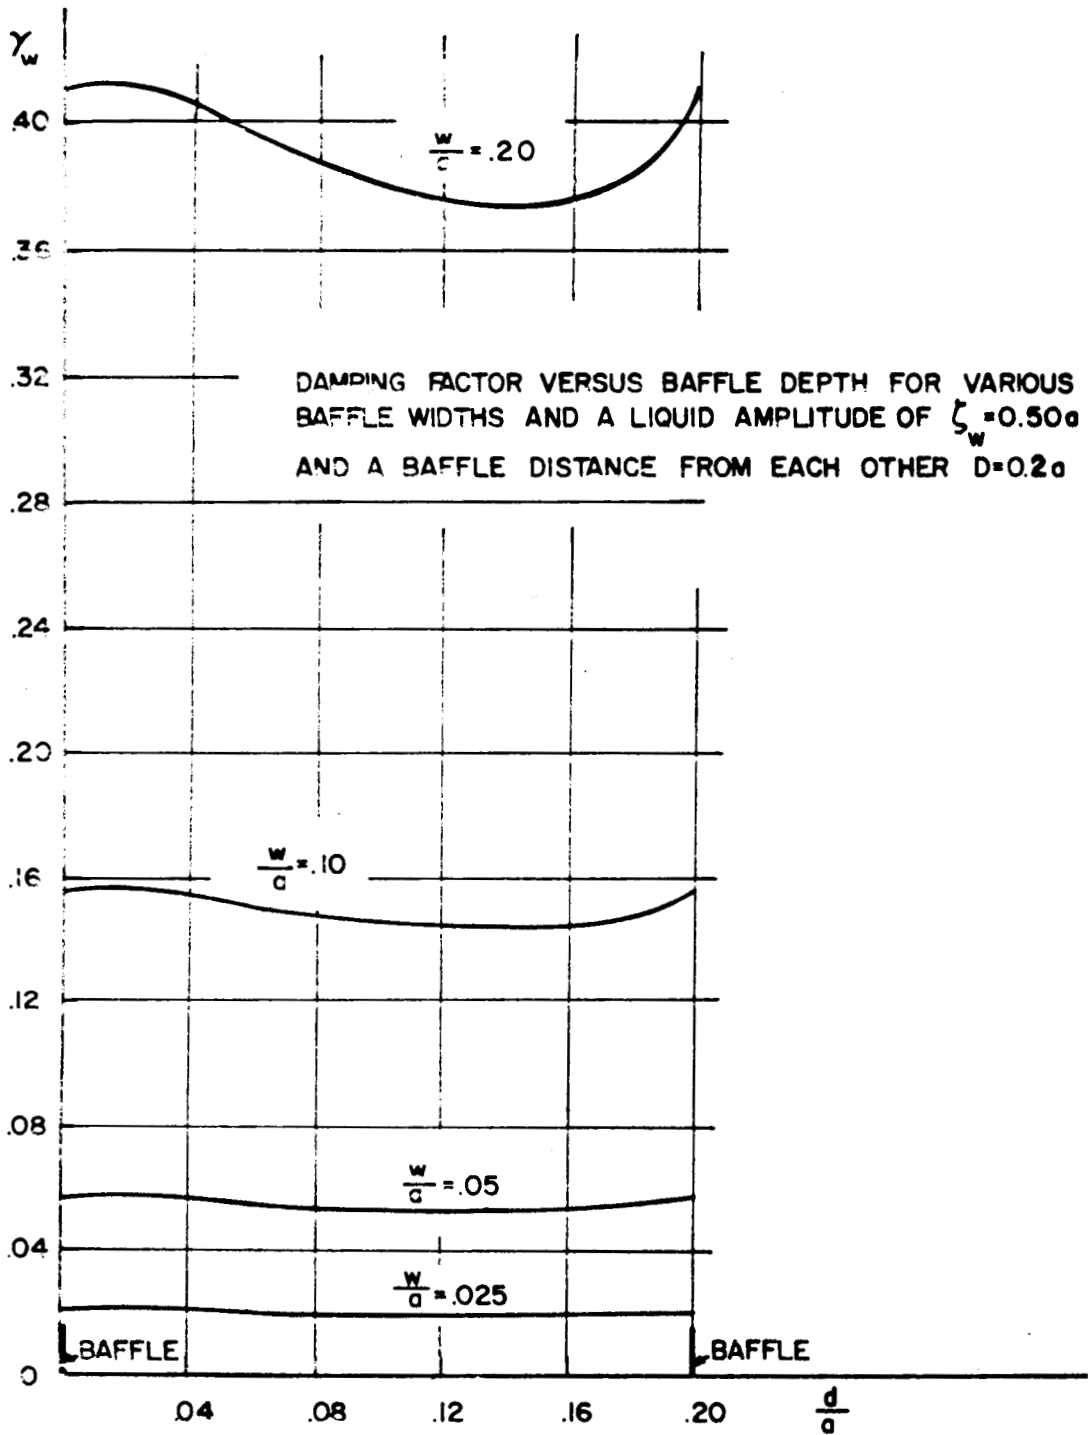 γw
.40
w/c = .20
.36
.32
DAMPING FACTOR VERSUS BAFFLE DEPTH FOR VARIOUS
BAFFLE WIDTHS AND A LIQUID AMPLITUDE OF ζw=0.50a
AND A BAFFLE DISTANCE FROM EACH OTHER D=0.2a
.28
.24
.20
w/a = .10
.16
.12
.08
w/a = .05
.04
w/a = .025
BAFFLE
BAFFLE
0
.04 .08 .12 .16 .20 d/a